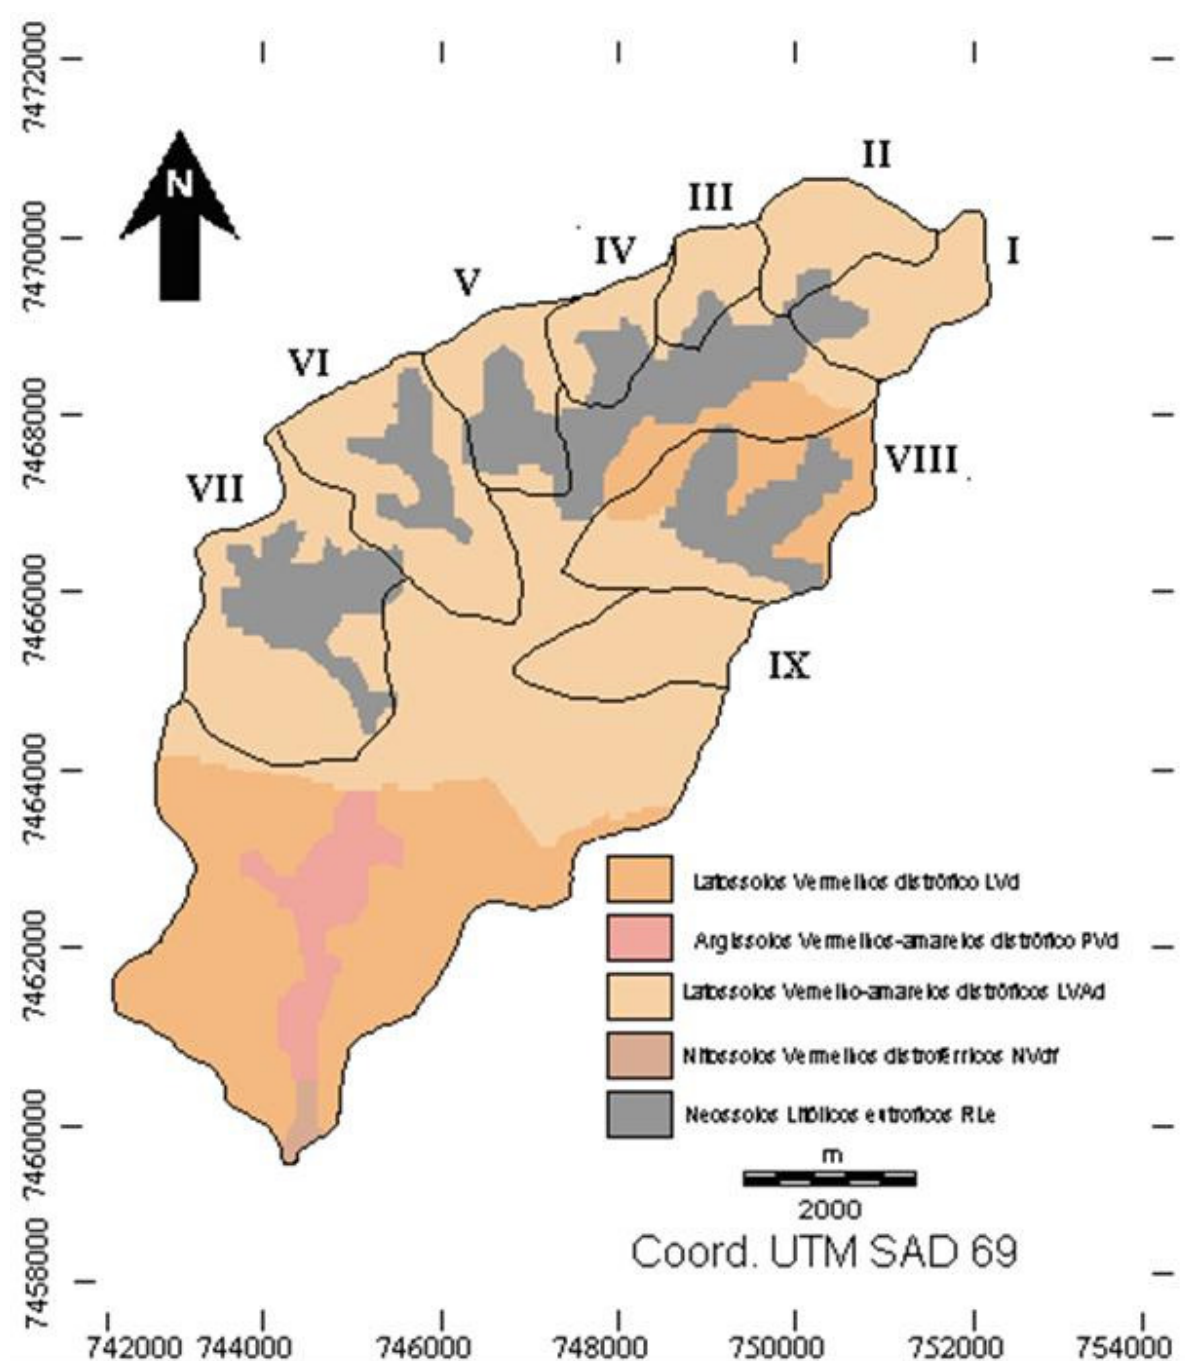 7472000
7470000
7468000
7466000
7464000
7462000
7460000
7458000
N
II
III
I
IV
V
VI
VIII
VII
IX
Latossolos Vermelhos distrófico LVd
Argissolos Vermelhos-amarelos distrófico PVd
Latossolos Vemelho-amarelos distróficos LVAd
Nitossolos Vermelhos distroférricos NVdf
Neossolos Litólicos eutroficos RLe
m
2000
Coord. UTM SAD 69
742000 744000 746000 748000 750000 752000 754000